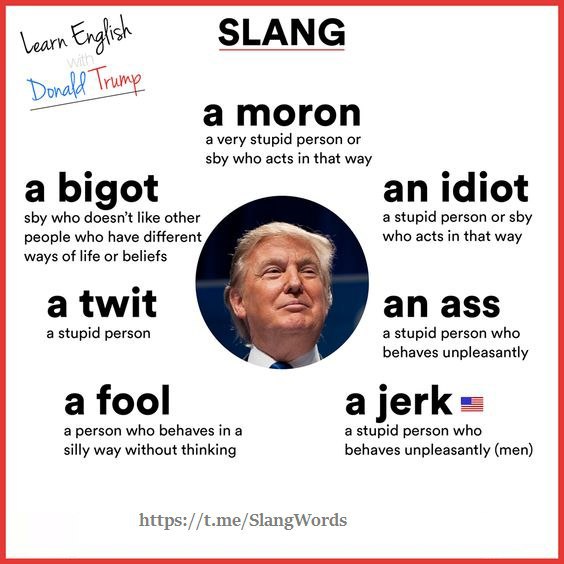 Learn English
with
Donald Trump
SLANG
a moron
a very stupid person or
sby who acts in that way
a bigot
sby who doesn't like other
people who have different
ways of life or beliefs
an idiot
a stupid person or sby
who acts in that way
a twit
a stupid person
an ass
a stupid person who
behaves unpleasantly
a fool
a person who behaves in a
silly way without thinking
a jerk
a stupid person who
behaves unpleasantly (men)
https://t.me/SlangWords